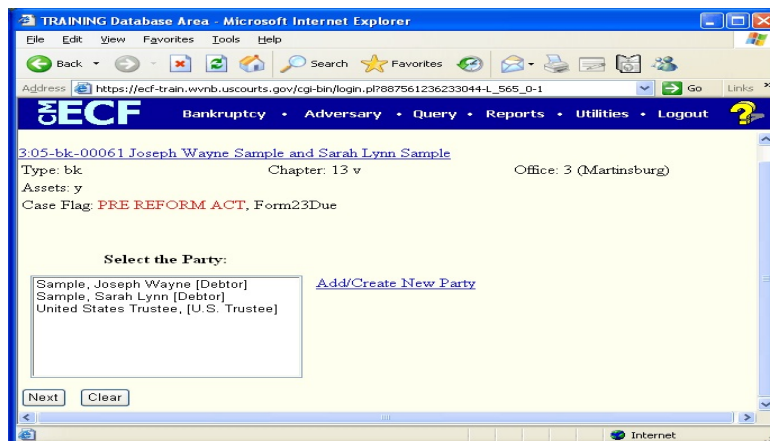 TRAINING Database Area - Microsoft Internet Explorer
File Edit View Favorites Tools Help
Back Search Favorites
Address https://ecf-train.wvnb.uscourts.gov/cgi-bin/login.pl?887561236233044-L_565_0-1 Go Links »
CM ECF Bankruptcy • Adversary • Query • Reports • Utilities • Logout ?
3:05-bk-00061 Joseph Wayne Sample and Sarah Lynn Sample
Type: bk Chapter: 13 v Office: 3 (Martinsburg)
Assets: y
Case Flag: PRE REFORM ACT, Form23Due
Select the Party:
Sample, Joseph Wayne [Debtor] Add/Create New Party
Sample, Sarah Lynn [Debtor]
United States Trustee, [U.S. Trustee]
Next Clear
Internet